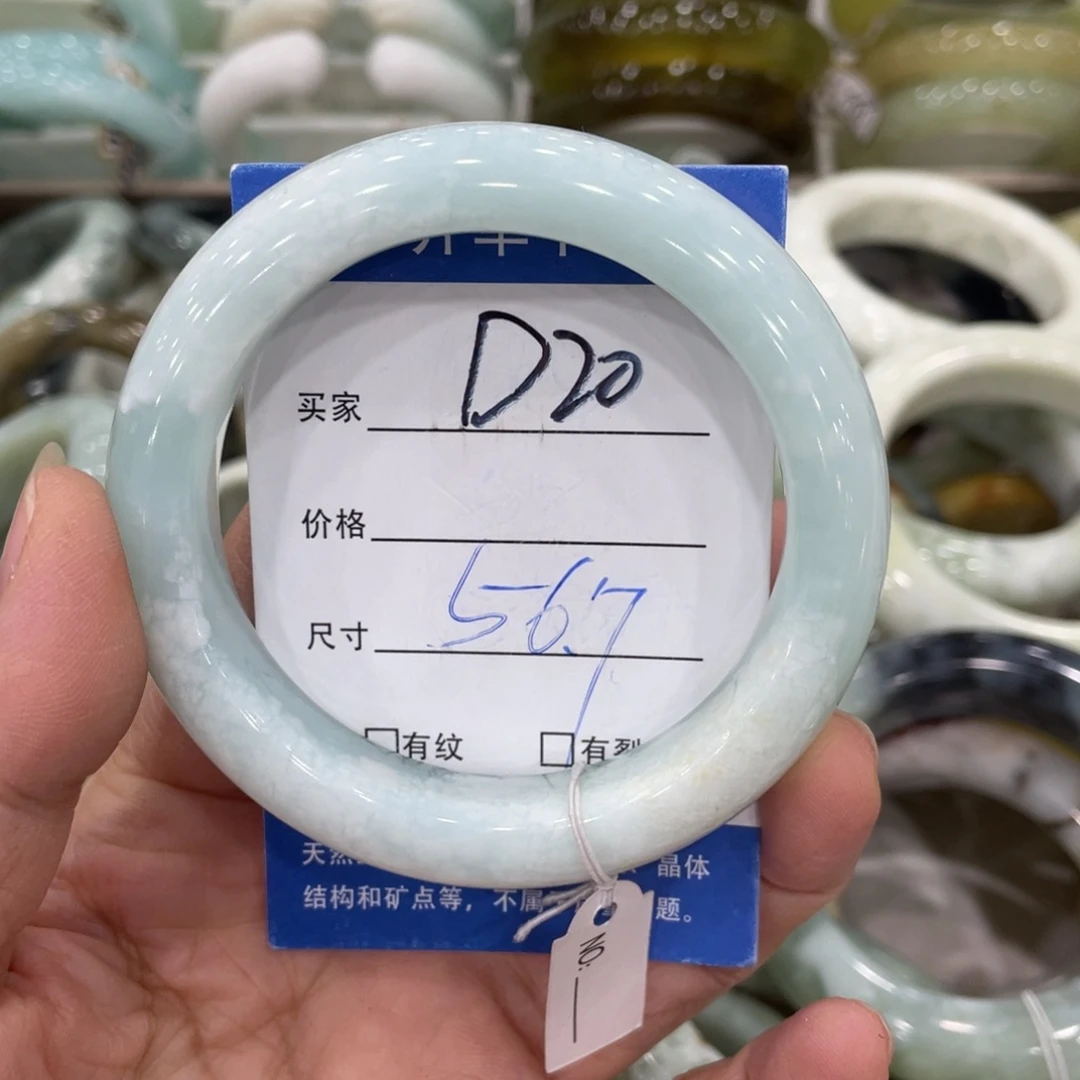 买家 D20
价格
尺寸 56.7
□有纹 □有裂
天然 晶体
结构和矿点等，不属 题。
NO: